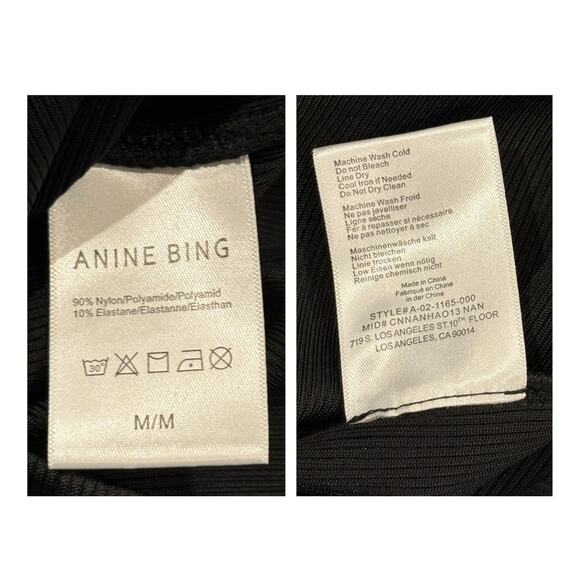 ANINE BING
90% Nylon/Polyamide/Polyamid
10% Elastane/Elastanne/Elasthan
30°
M/M
Machine Wash Cold
Do not Bleach
Line Dry
Cool Iron if Needed
Do Not Dry Clean
Machine Wash Froid
Ne pas javelliser
Ligne sèche
Fer à repasser si nécessaire
Ne pas nettoyer à sec
Maschinenwäsche kalt
Nicht bleichen
Linie trocken
Low Eisen wenn nölig
Reinige chemisch nicht
Made in China
Fabriqué en Chine
in der China
STYLE#A-02-1165-000
MID# CNNANHAO13 NAN
719 S. LOS ANGELES ST.10TH FLOOR
LOS ANGELES, CA 90014